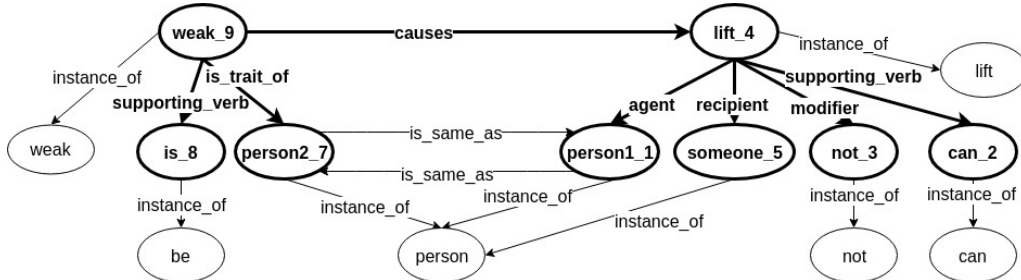 weak_9
causes
lift_4
instance_of
lift
instance_of
is_trait_of
supporting_verb
supporting_verb
agent
recipient
modifier
weak
is_8
person2_7
is_same_as
is_same_as
person1_1
someone_5
not_3
can_2
instance_of
instance_of
instance_of
instance_of
instance_of
instance_of
be
person
not
can